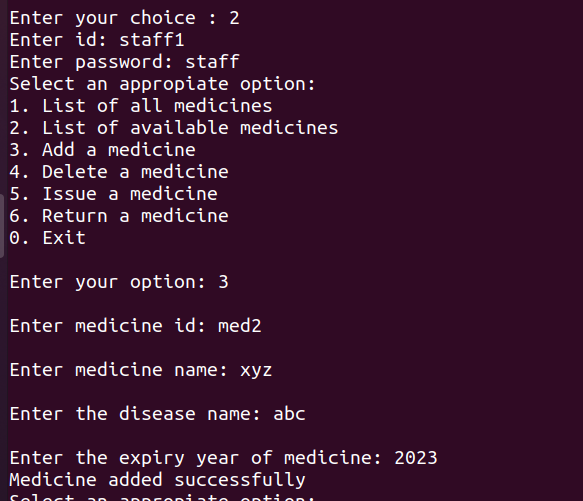 Enter your choice : 2
Enter id: staff1
Enter password: staff
Select an appropiate option:
1. List of all medicines
2. List of available medicines
3. Add a medicine
4. Delete a medicine
5. Issue a medicine
6. Return a medicine
0. Exit
Enter your option: 3
Enter medicine id: med2
Enter medicine name: xyz
Enter the disease name: abc
Enter the expiry year of medicine: 2023
Medicine added successfully
Select an appropiate option: